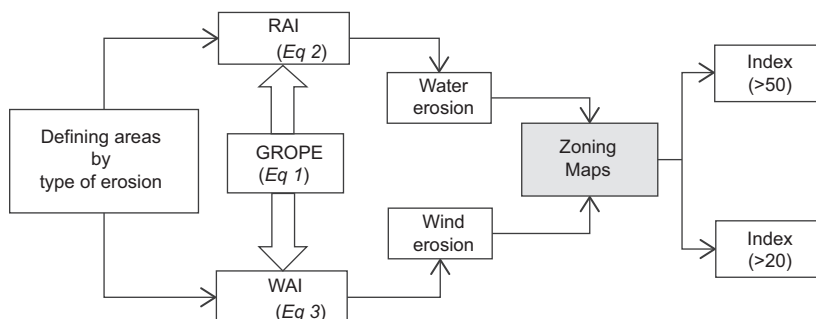 RAI
(Eq 2)
Index
(>50)
Water
erosion
Defining areas
by
type of erosion
GROPE
(Eq 1)
Zoning
Maps
Wind
erosion
Index
(>20)
WAI
(Eq 3)